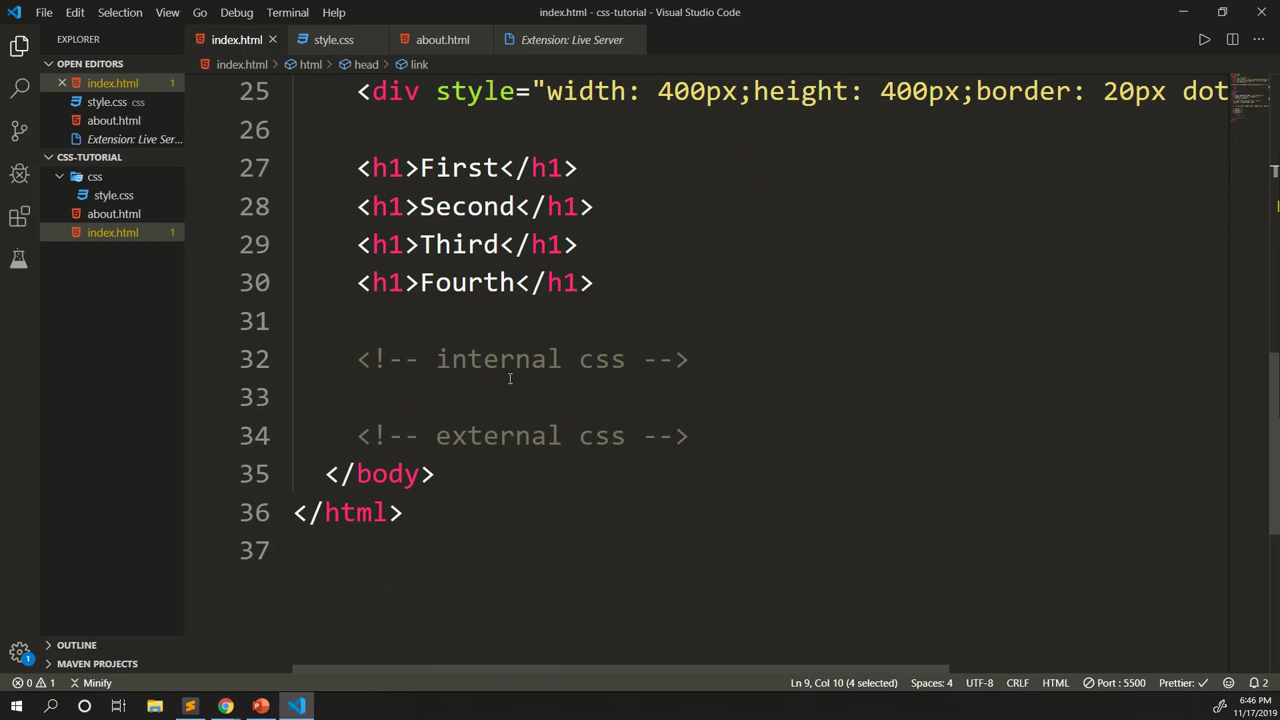 File Edit Selection View Go Debug Terminal Help index.html - css-tutorial - Visual Studio Code
EXPLORER index.html style.css about.html Extension: Live Server
OPEN EDITORS index.html > html > head > link
index.html 1
style.css css
about.html
Extension: Live Ser...
CSS-TUTORIAL
css
style.css
about.html
index.html 1
25 <div style="width: 400px;height: 400px;border: 20px dot
26
27 <h1>First</h1>
28 <h1>Second</h1>
29 <h1>Third</h1>
30 <h1>Fourth</h1>
31
32 <!-- internal css -->
33
34 <!-- external css -->
35 </body>
36 </html>
37
OUTLINE
MAVEN PROJECTS
1
0 1 Minify Ln 9, Col 10 (4 selected) Spaces: 4 UTF-8 CRLF HTML Port : 5500 Prettier: ✓ 2
6:46 PM
11/17/2019